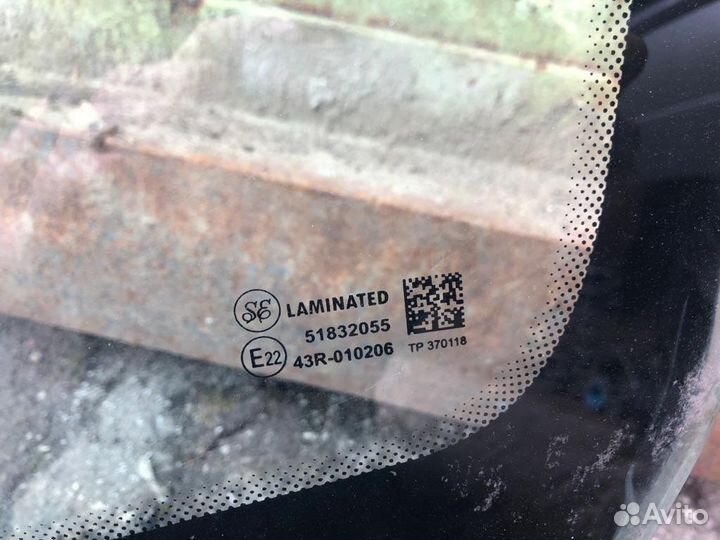 SE LAMINATED
51832055
E22 43R-010206
TP 370118
Avito